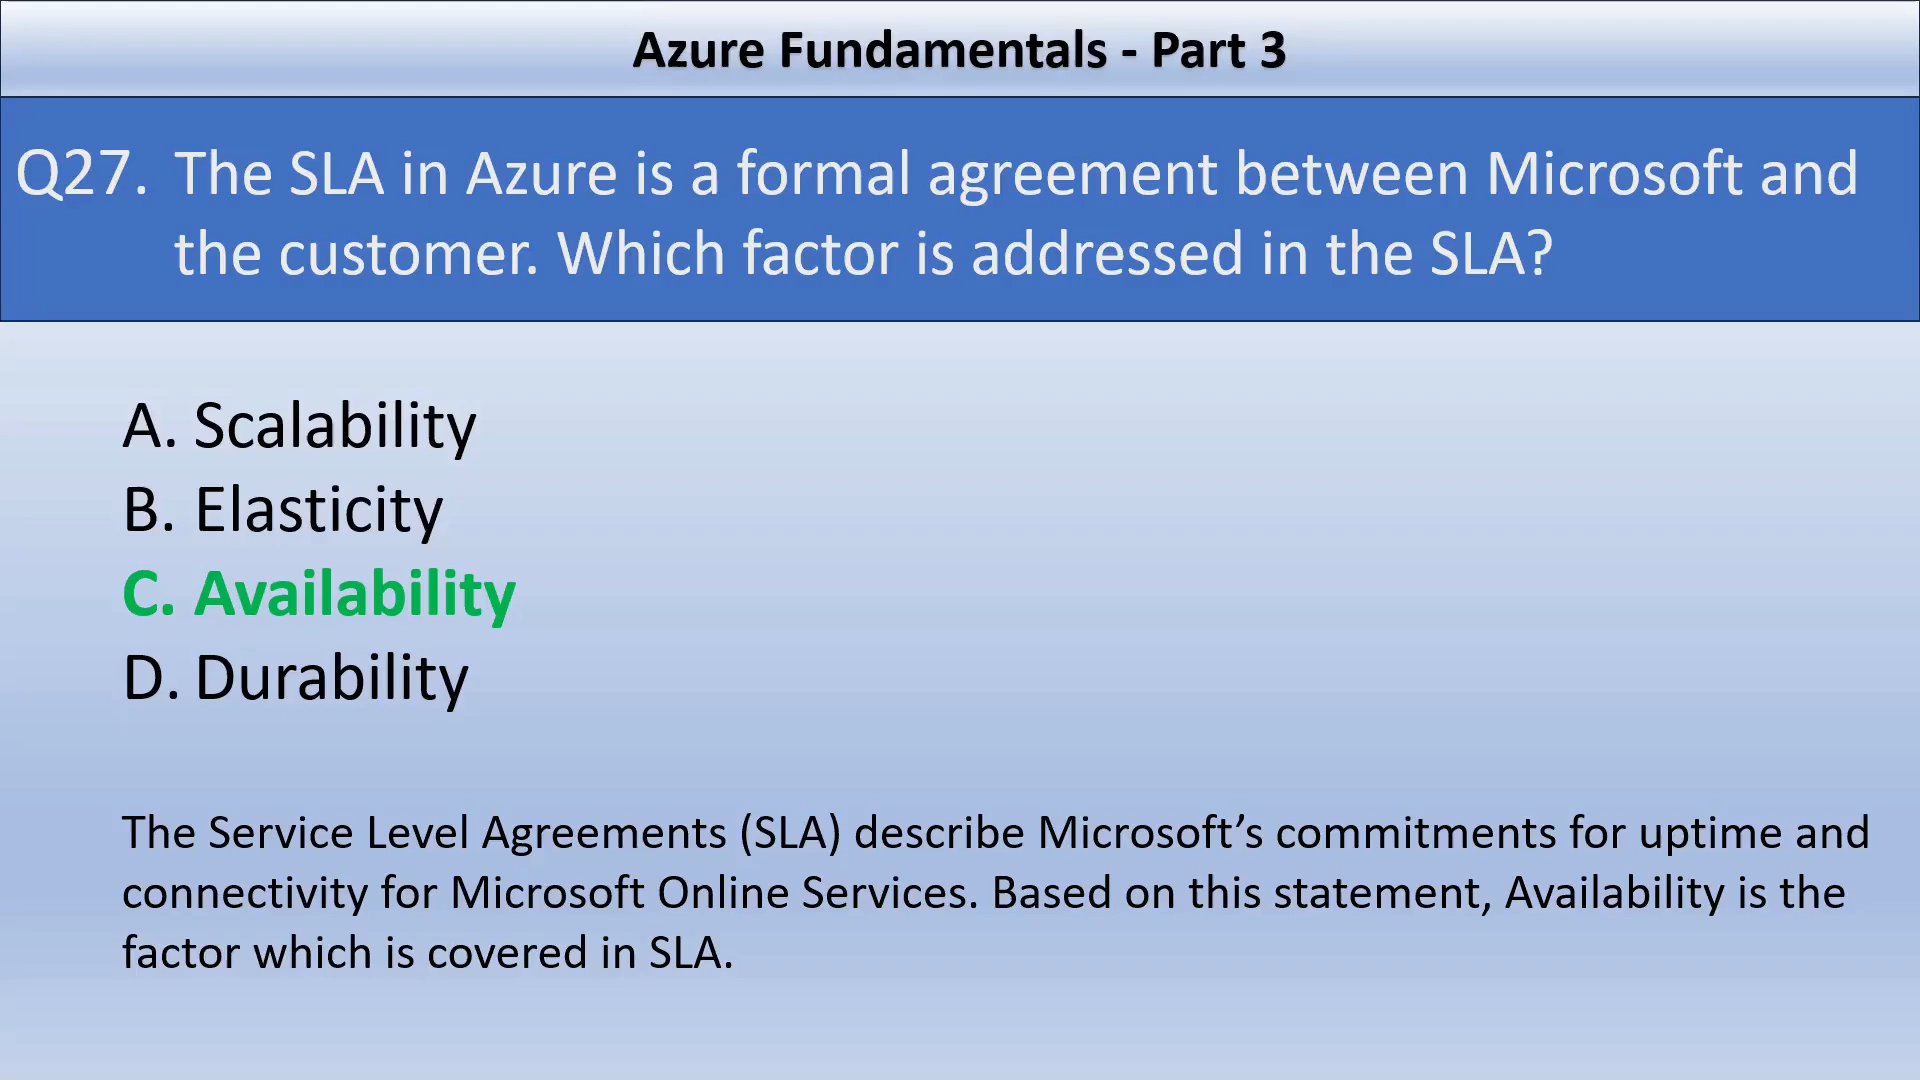 Azure Fundamentals - Part 3
Q27. The SLA in Azure is a formal agreement between Microsoft and
the customer. Which factor is addressed in the SLA?
A. Scalability
B. Elasticity
C. Availability
D. Durability
The Service Level Agreements (SLA) describe Microsoft’s commitments for uptime and
connectivity for Microsoft Online Services. Based on this statement, Availability is the
factor which is covered in SLA.